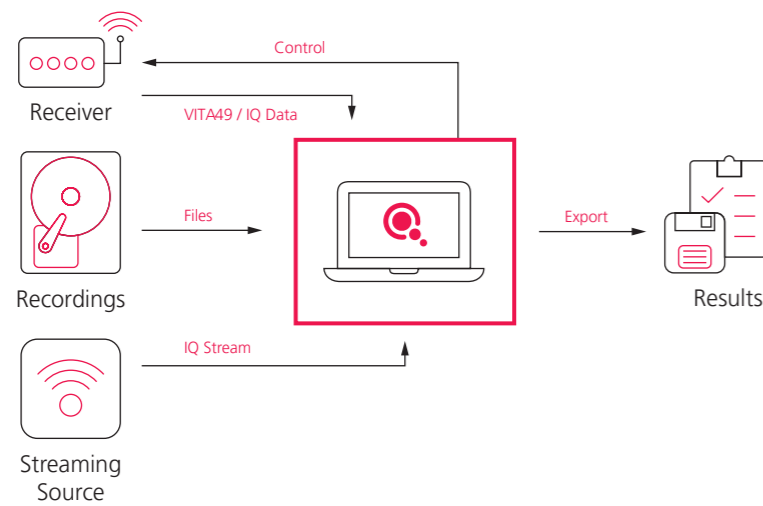 Control
Receiver
VITA49 / IQ Data
Files
Export
Recordings
Results
IQ Stream
Streaming
Source